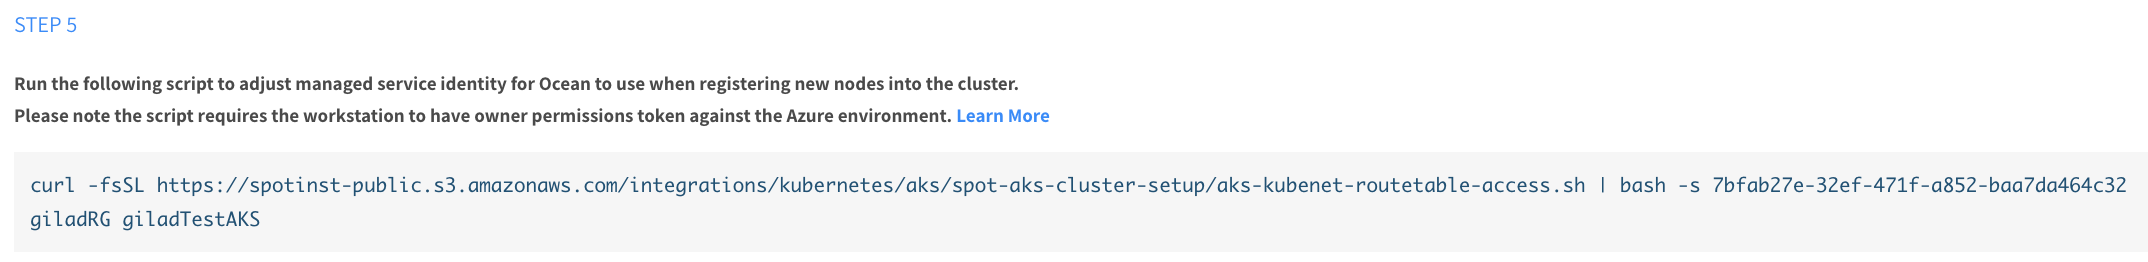 STEP 5
Run the following script to adjust managed service identity for Ocean to use when registering new nodes into the cluster.
Please note the script requires the workstation to have owner permissions token against the Azure environment. Learn More
curl -fsSL https://spotinst-public.s3.amazonaws.com/integrations/kubernetes/aks/spot-aks-cluster-setup/aks-kubenet-routetable-access.sh | bash -s 7bfab27e-32ef-471f-a852-baa7da464c32
giladRG giladTestAKS